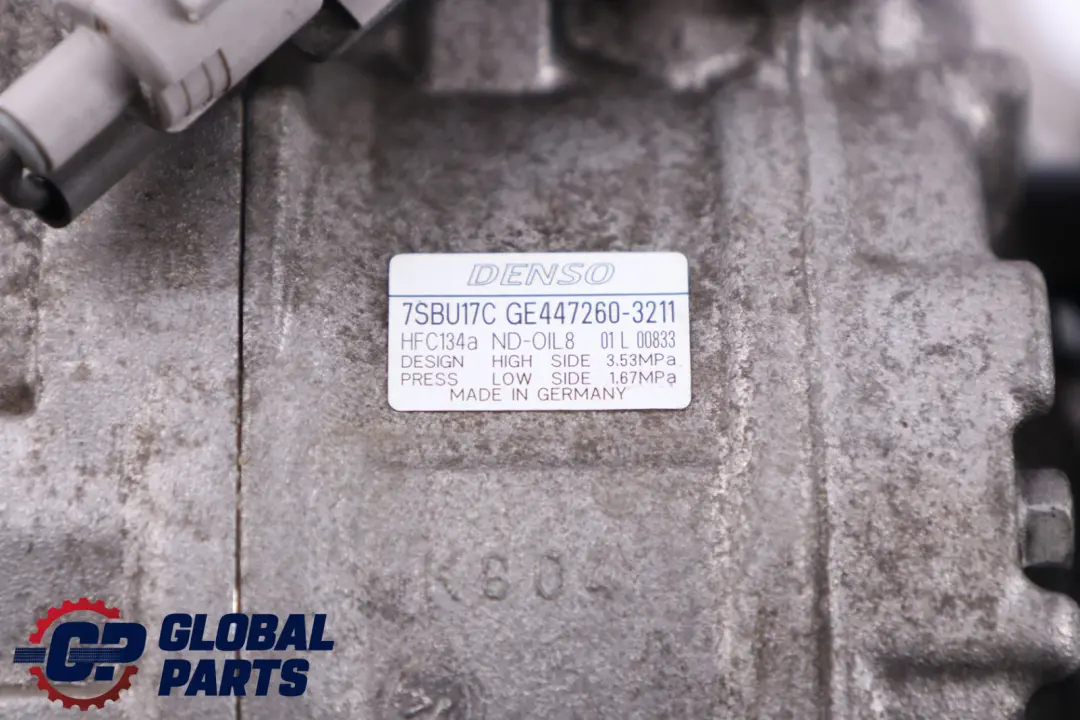 DENSO
7SBU17C GE447260-3211
HFC134a ND-OIL8 01 L 00833
DESIGN HIGH SIDE 3.53MPa
PRESS LOW SIDE 1.67MPa
MADE IN GERMANY
GP GLOBAL
PARTS